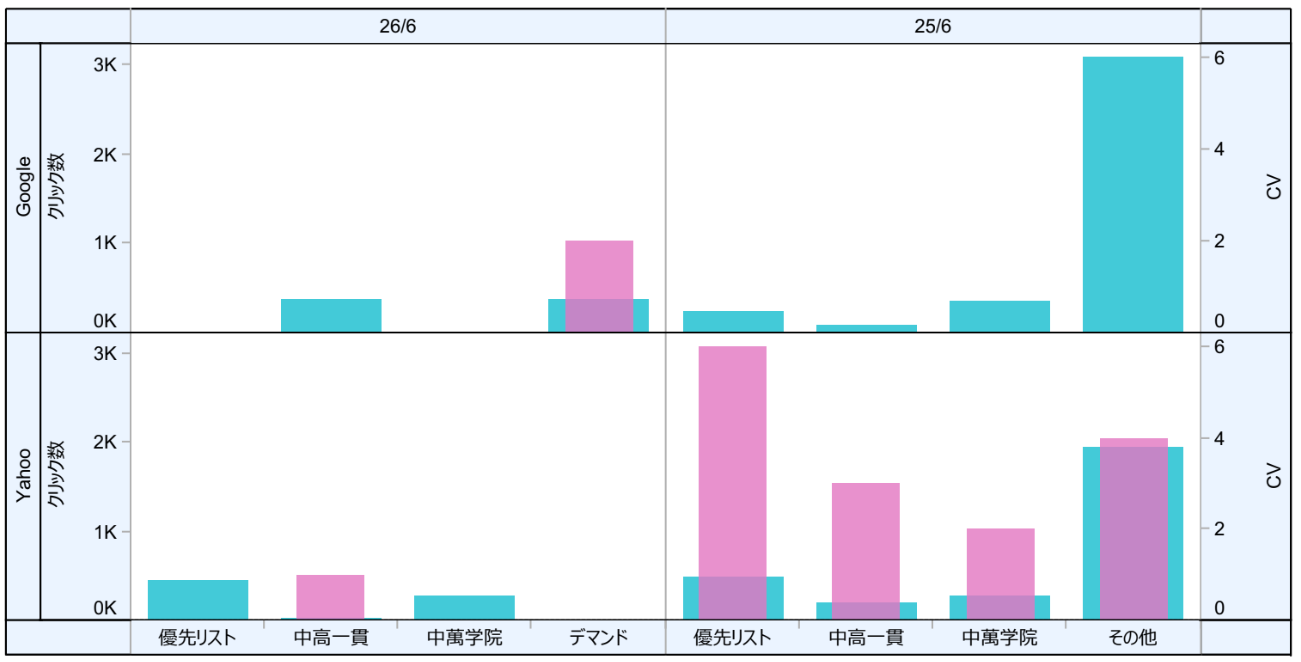 26/6 25/6
Google
クリック数
3K
2K
1K
0K
6
4
2
0
CV
Yahoo
クリック数
3K
2K
1K
0K
6
4
2
0
CV
優先リスト 中高一貫 中萬学院 デマンド 優先リスト 中高一貫 中萬学院 その他